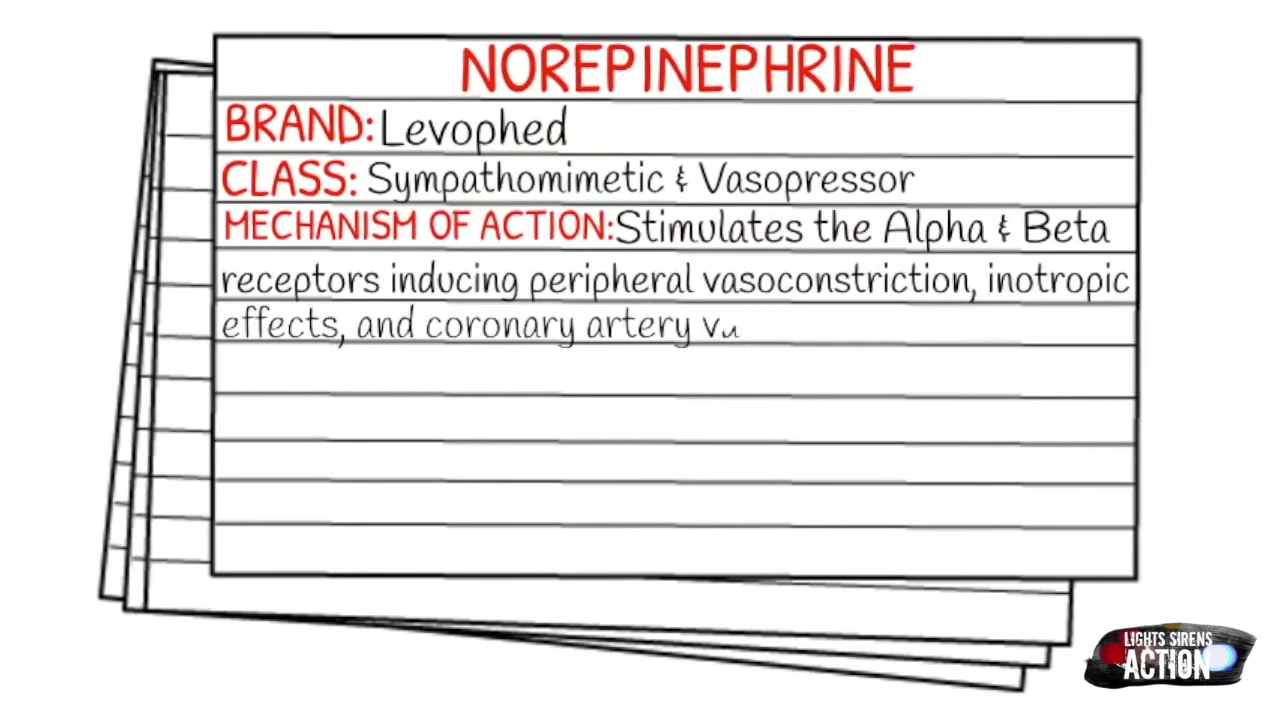 NOREPINEPHRINE
BRAND: Levophed
CLASS: Sympathomimetic & Vasopressor
MECHANISM OF ACTION: Stimulates the Alpha & Beta
receptors inducing peripheral vasoconstriction, inotropic
effects, and coronary artery
LIGHTS SIRENS
ACTION